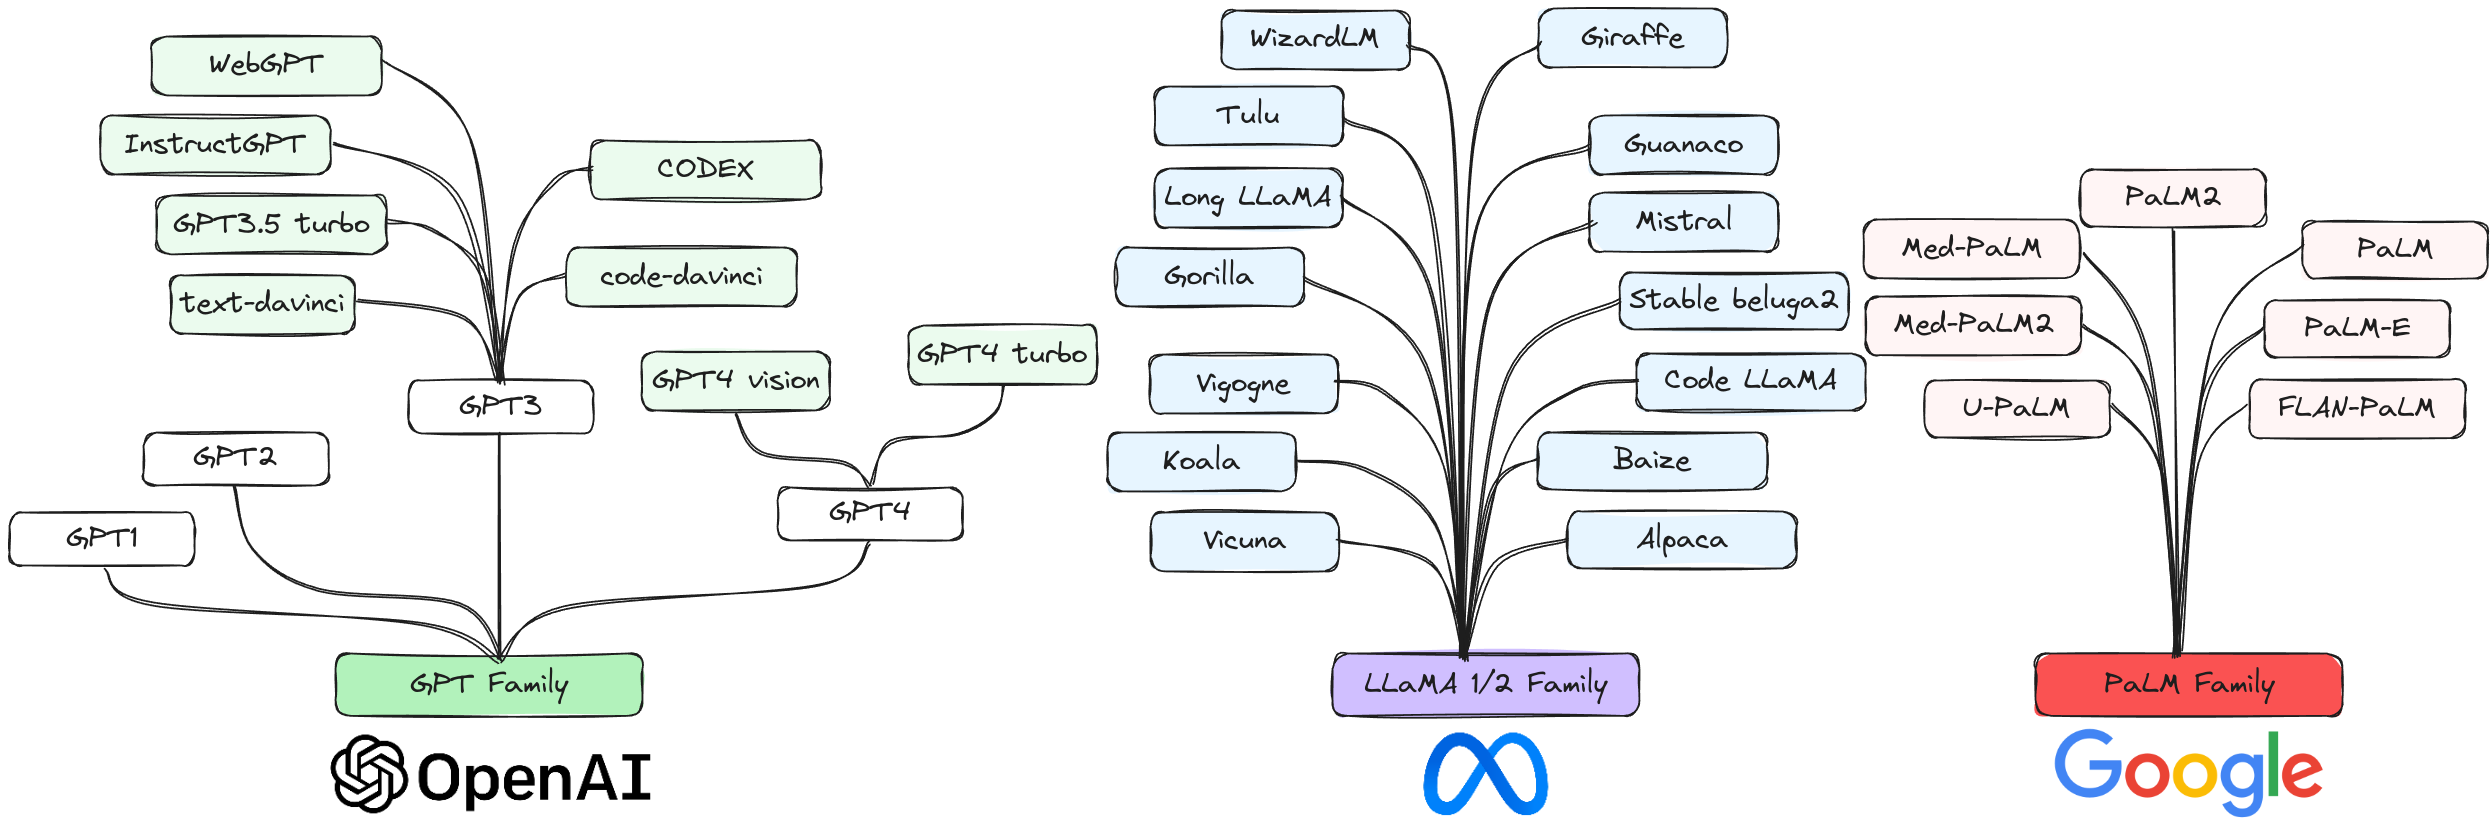 WebGPT
InstructGPT
GPT3.5 turbo
text-davinci
CODEX
code-davinci
GPT3
GPT2
GPT1
GPT4 vision
GPT4 turbo
GPT4
GPT Family
OpenAI
WizardLM
Giraffe
Tulu
Guanaco
Long LLaMA
Mistral
Gorilla
Stable beluga2
Vigogne
Code LLaMA
Koala
Baize
Vicuna
Alpaca
LLaMA 1/2 Family
PaLM2
Med-PaLM
PaLM
Med-PaLM2
PaLM-E
U-PaLM
FLAN-PaLM
PaLM Family
Google